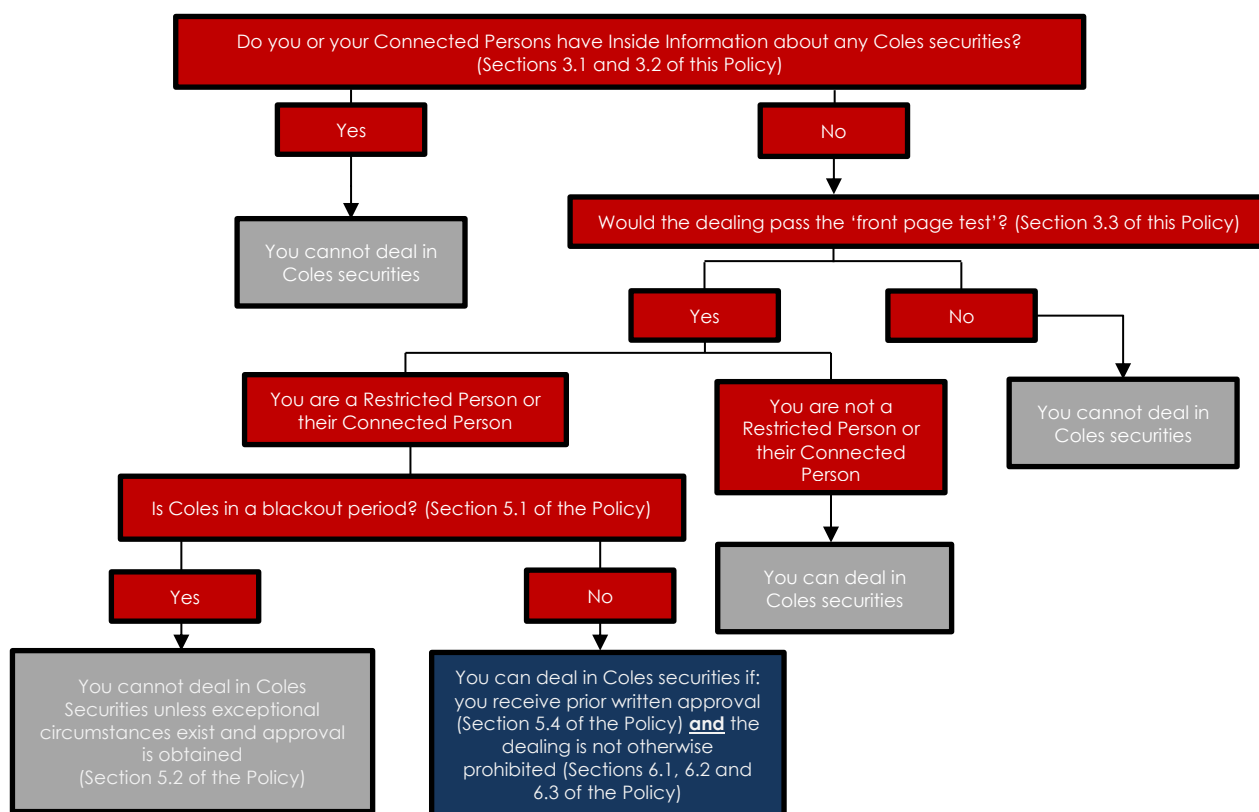 Do you or your Connected Persons have Inside Information about any Coles securities?
(Sections 3.1 and 3.2 of this Policy)
Yes
No
You cannot deal in
Coles securities
Would the dealing pass the ‘front page test’? (Section 3.3 of this Policy)
Yes
No
You cannot deal in
Coles securities
You are a Restricted Person or
their Connected Person
You are not a
Restricted Person or
their Connected
Person
Is Coles in a blackout period? (Section 5.1 of the Policy)
You can deal in
Coles securities
Yes
No
You cannot deal in Coles
Securities unless exceptional
circumstances exist and approval
is obtained
(Section 5.2 of the Policy)
You can deal in Coles securities if:
you receive prior written approval
(Section 5.4 of the Policy) and the
dealing is not otherwise
prohibited (Sections 6.1, 6.2 and
6.3 of the Policy)